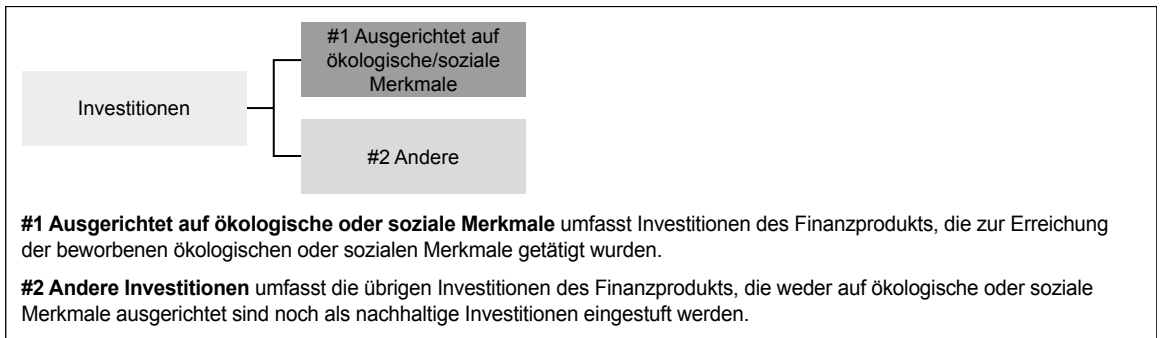 #1 Ausgerichtet auf
ökologische/soziale
Merkmale
Investitionen
#2 Andere
#1 Ausgerichtet auf ökologische oder soziale Merkmale umfasst Investitionen des Finanzprodukts, die zur Erreichung
der beworbenen ökologischen oder sozialen Merkmale getätigt wurden.
#2 Andere Investitionen umfasst die übrigen Investitionen des Finanzprodukts, die weder auf ökologische oder soziale
Merkmale ausgerichtet sind noch als nachhaltige Investitionen eingestuft werden.